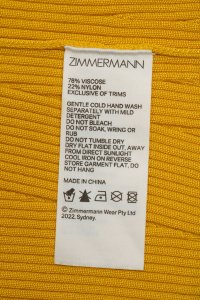 ZIMMERMANN
78% VISCOSE
22% NYLON
EXCLUSIVE OF TRIMS
GENTLE COLD HAND WASH
SEPARATELY WITH MILD
DETERGENT
DO NOT BLEACH
DO NOT SOAK, WRING OR
RUB
DO NOT TUMBLE DRY
DRY FLAT INSIDE OUT, AWAY
FROM DIRECT SUNLIGHT
COOL IRON ON REVERSE
STORE GARMENT FLAT, DO
NOT HANG
MADE IN CHINA
© Zimmermann Wear Pty Ltd
2022, Sydney.